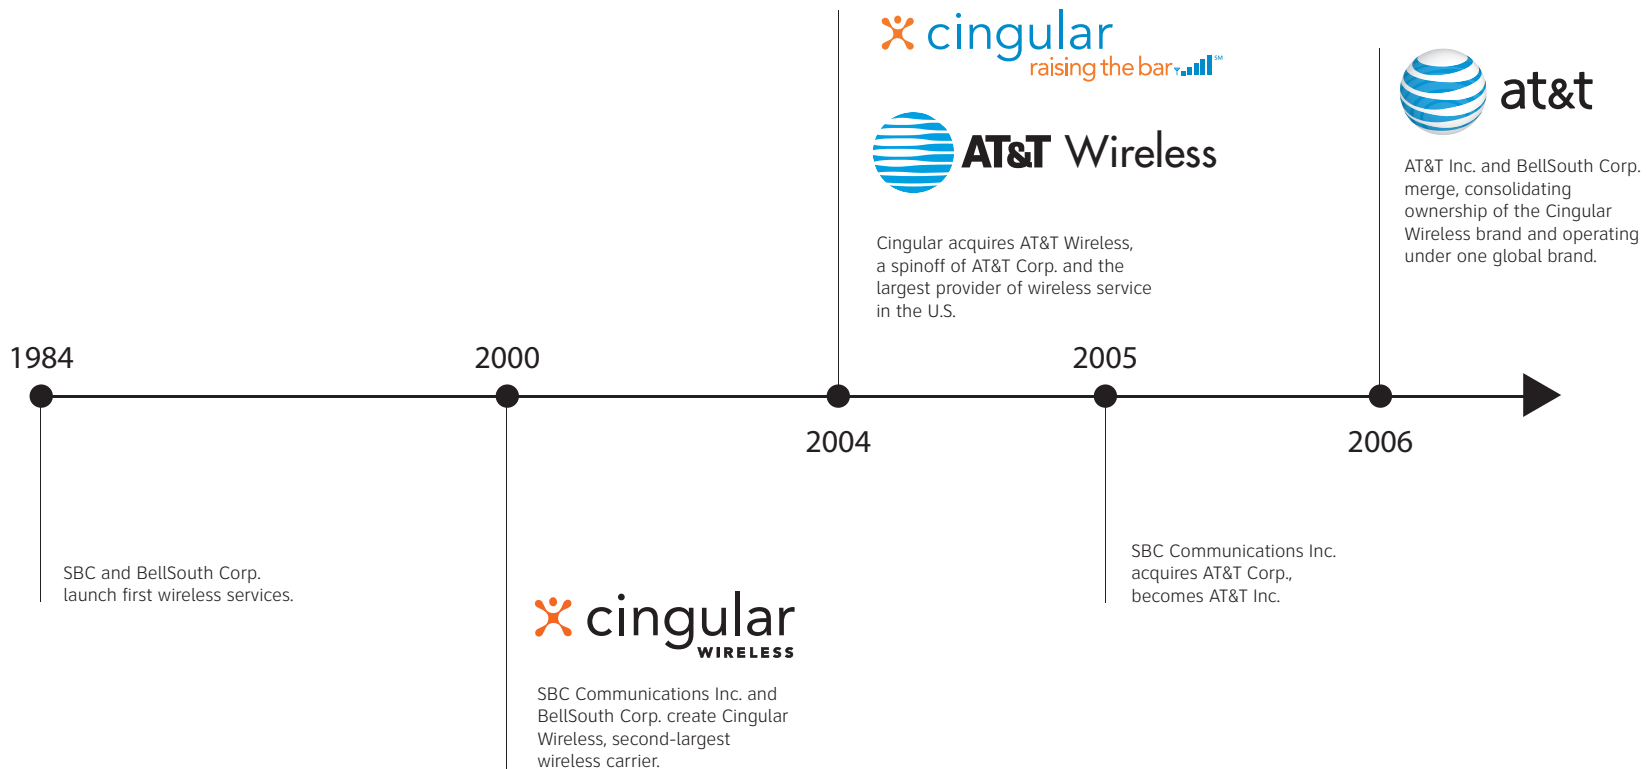 cingular
raising the bar SM
AT&T Wireless
Cingular acquires AT&T Wireless,
a spinoff of AT&T Corp. and the
largest provider of wireless service
in the U.S.
at&t
AT&T Inc. and BellSouth Corp.
merge, consolidating
ownership of the Cingular
Wireless brand and operating
under one global brand.
1984
2000
2004
2005
2006
SBC and BellSouth Corp.
launch first wireless services.
cingular
WIRELESS
SBC Communications Inc. and
BellSouth Corp. create Cingular
Wireless, second-largest
wireless carrier.
SBC Communications Inc.
acquires AT&T Corp.,
becomes AT&T Inc.